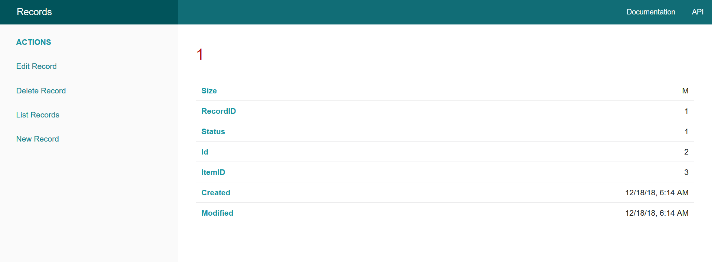 Records
Documentation API
ACTIONS
Edit Record
Delete Record
List Records
New Record
1
Size M
RecordID 1
Status 1
Id 2
ItemID 3
Created 12/18/18, 6:14 AM
Modified 12/18/18, 6:14 AM